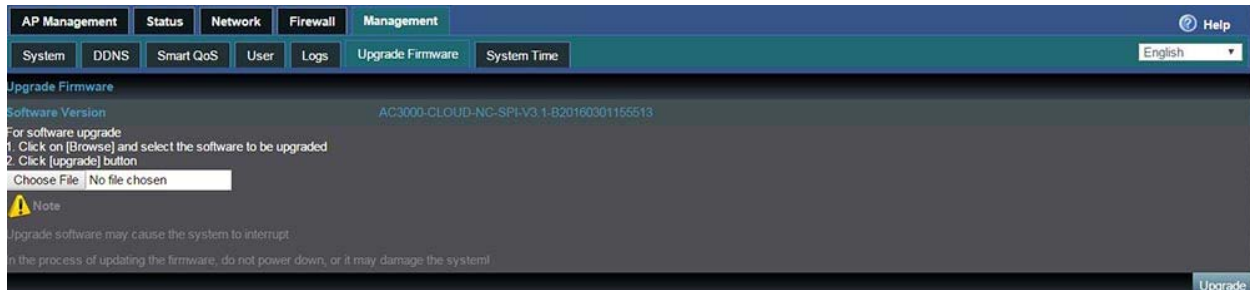 AP Management Status Network Firewall Management Help
System DDNS Smart QoS User Logs Upgrade Firmware System Time English
Upgrade Firmware
Software Version AC3000-CLOUD-NC-SPI-V3.1-B20160301155513
For software upgrade
1. Click on [Browse] and select the software to be upgraded
2. Click [upgrade] button
Choose File No file chosen
Note
Upgrade software may cause the system to interrupt
In the process of updating the firmware, do not power down, or it may damage the system!
Upgrade